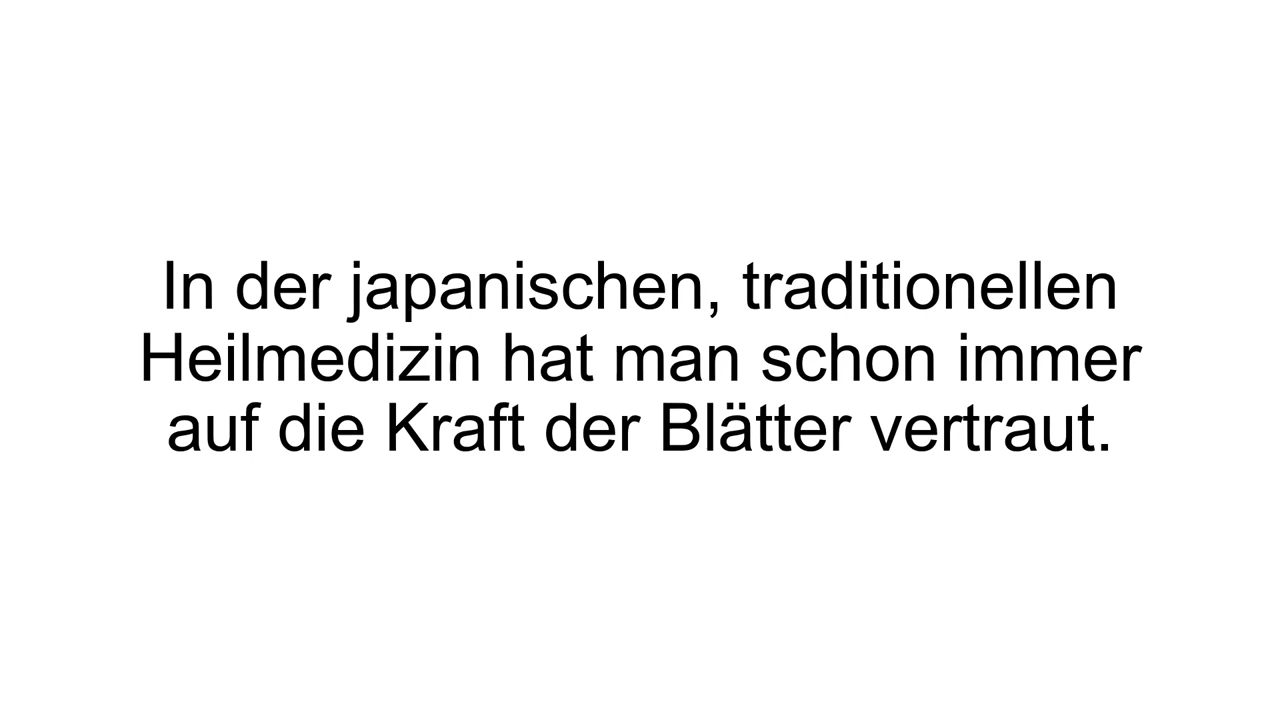 In der japanischen, traditionellen
Heilmedizin hat man schon immer
auf die Kraft der Blätter vertraut.